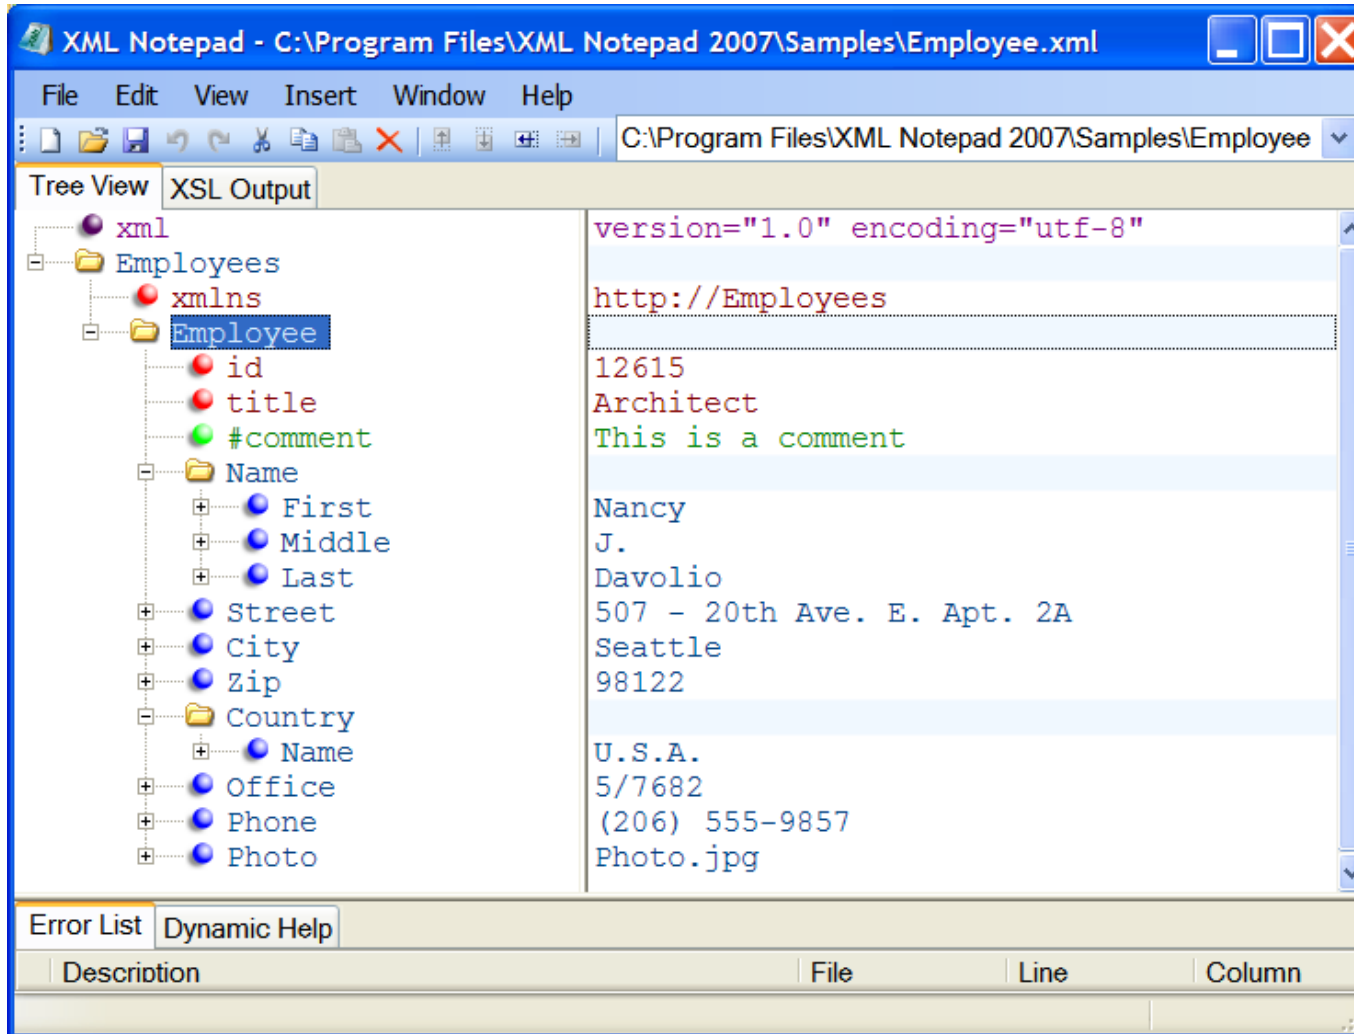 XML Notepad - C:\Program Files\XML Notepad 2007\Samples\Employee.xml
File Edit View Insert Window Help
C:\Program Files\XML Notepad 2007\Samples\Employee
Tree View XSL Output
xml version="1.0" encoding="utf-8"
Employees
xmlns http://Employees
Employee
id 12615
title Architect
#comment This is a comment
Name
First Nancy
Middle J.
Last Davolio
Street 507 - 20th Ave. E. Apt. 2A
City Seattle
Zip 98122
Country
Name U.S.A.
Office 5/7682
Phone (206) 555-9857
Photo Photo.jpg
Error List Dynamic Help
Description File Line Column